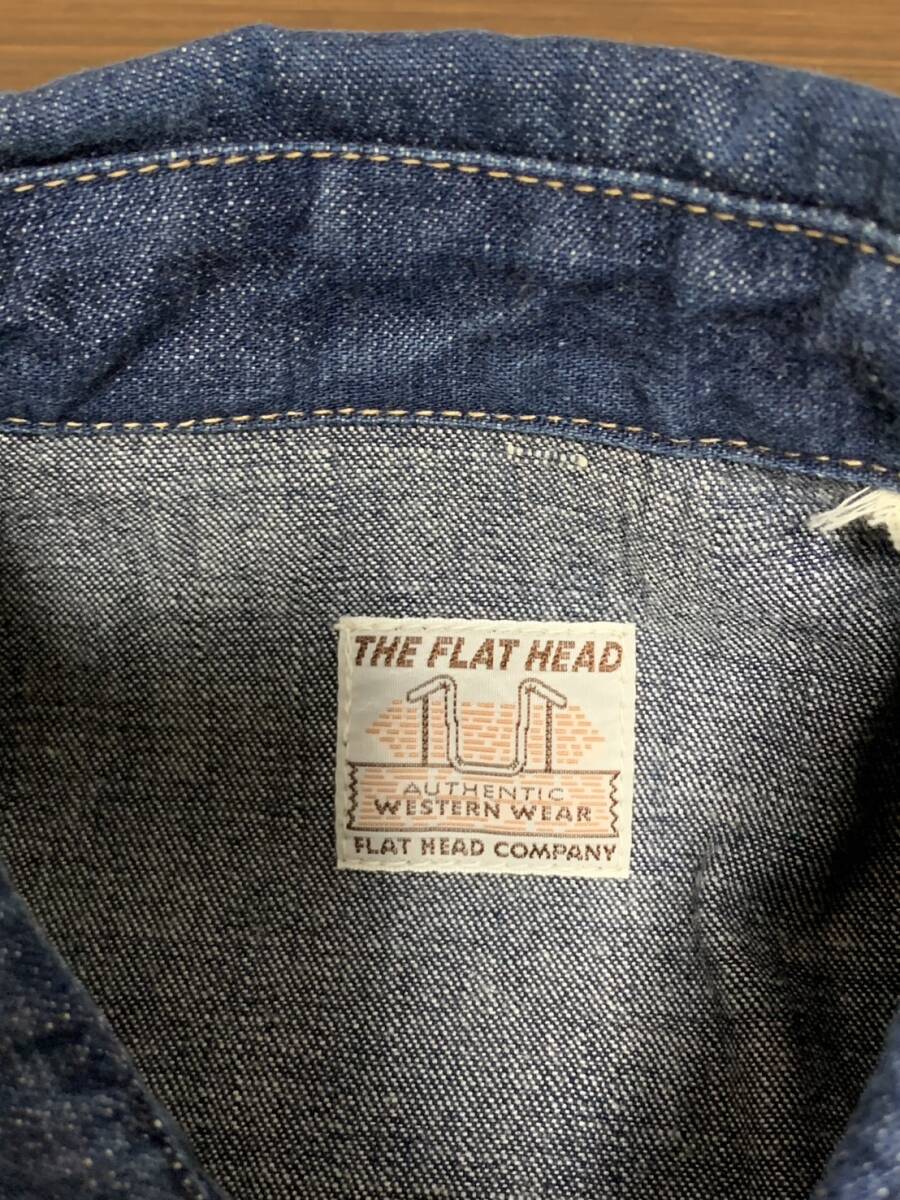 THE FLAT HEAD
AUTHENTIC
WESTERN WEAR
FLAT HEAD COMPANY